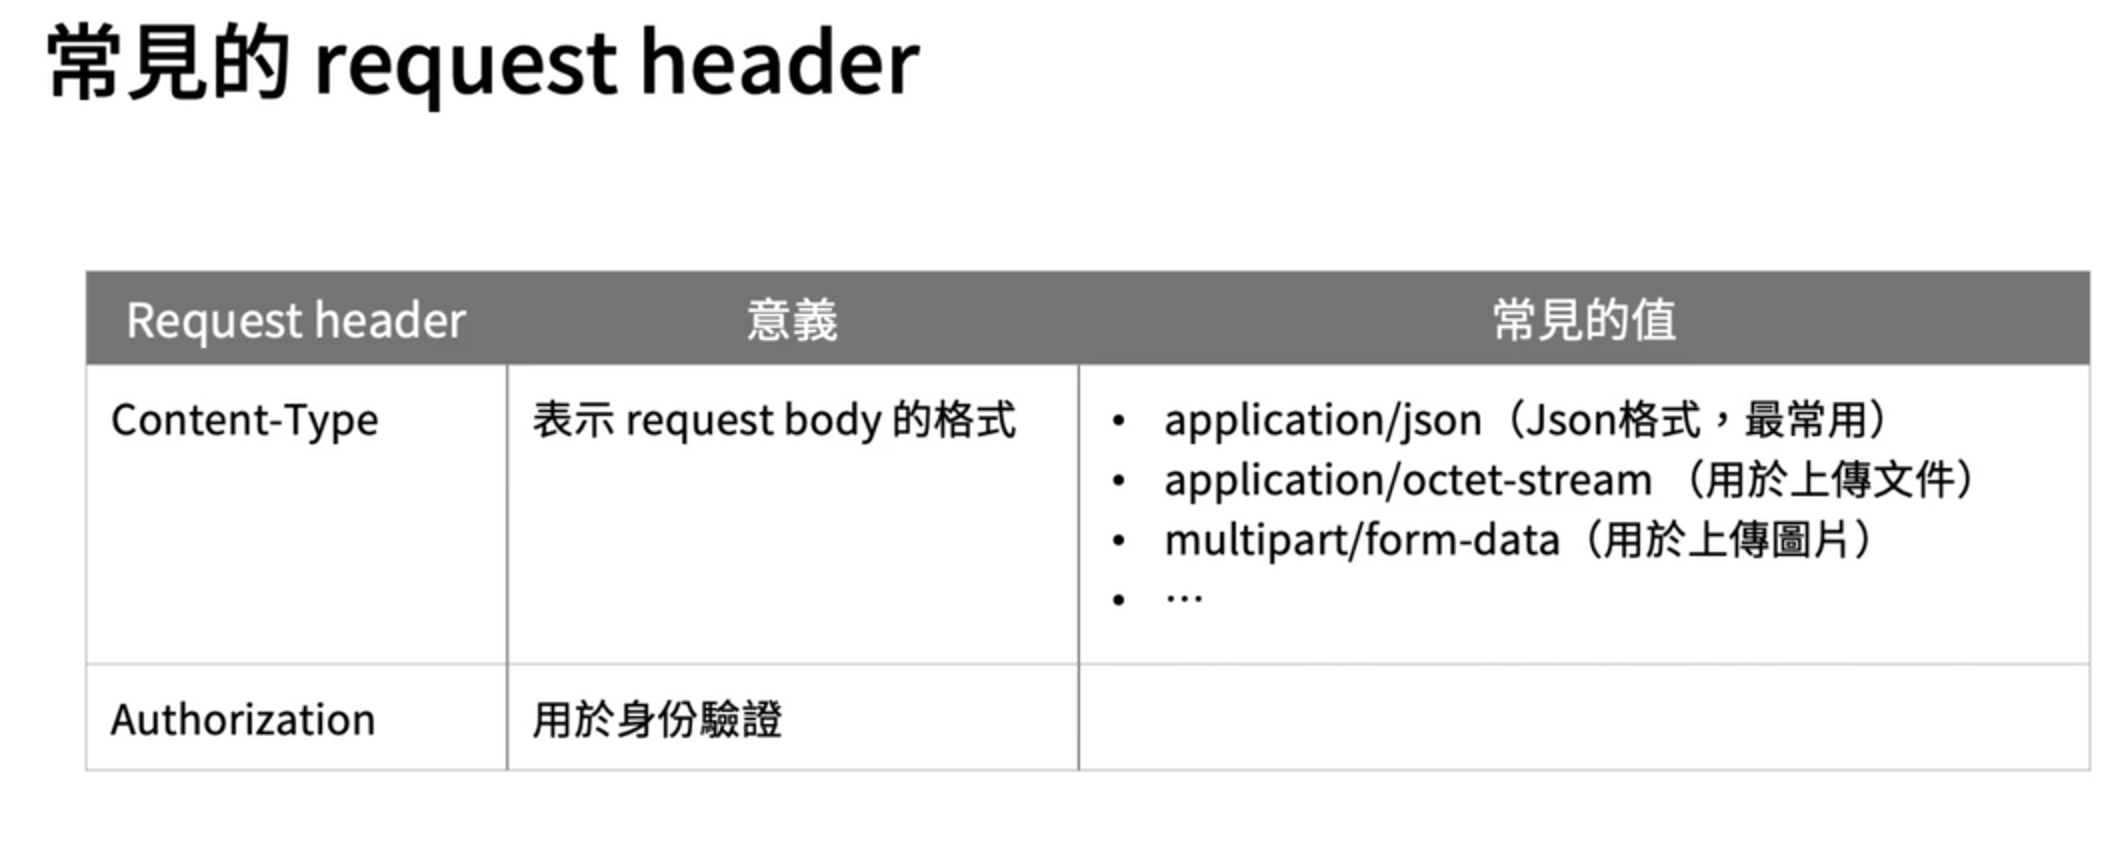 常見的 request header
Request header
意義
常見的值
Content-Type
表示 request body 的格式
• application/json（Json格式，最常用）
• application/octet-stream （用於上傳文件）
• multipart/form-data（用於上傳圖片）
• …
Authorization
用於身份驗證